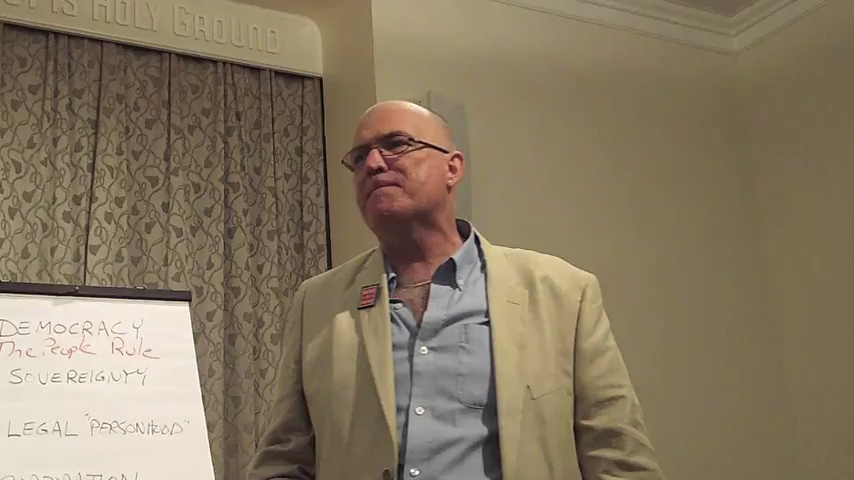 IS HOLY GROUND
DEMOCRACY
The People Rule
SOVEREIGNTY
LEGAL "PERSONHOOD"